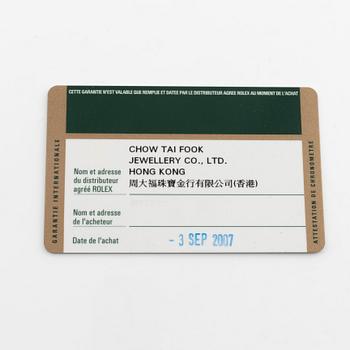 CETTE GARANTIE N'EST VALABLE QUE REMPLIE ET DATEE PAR LE DISTRIBUTEUR AGREE ROLEX AU MOMENT DE L'ACHAT
GARANTIE INTERNATIONALE
CHOW TAI FOOK
JEWELLERY CO., LTD.
HONG KONG
周大福珠寶金行有限公司(香港)
Nom et adresse
du distributeur
agréé ROLEX
Nom et adresse
de l'acheteur
Date de l'achat
- 3 SEP 2007
ATTESTATION DE CHRONOMÈTRE